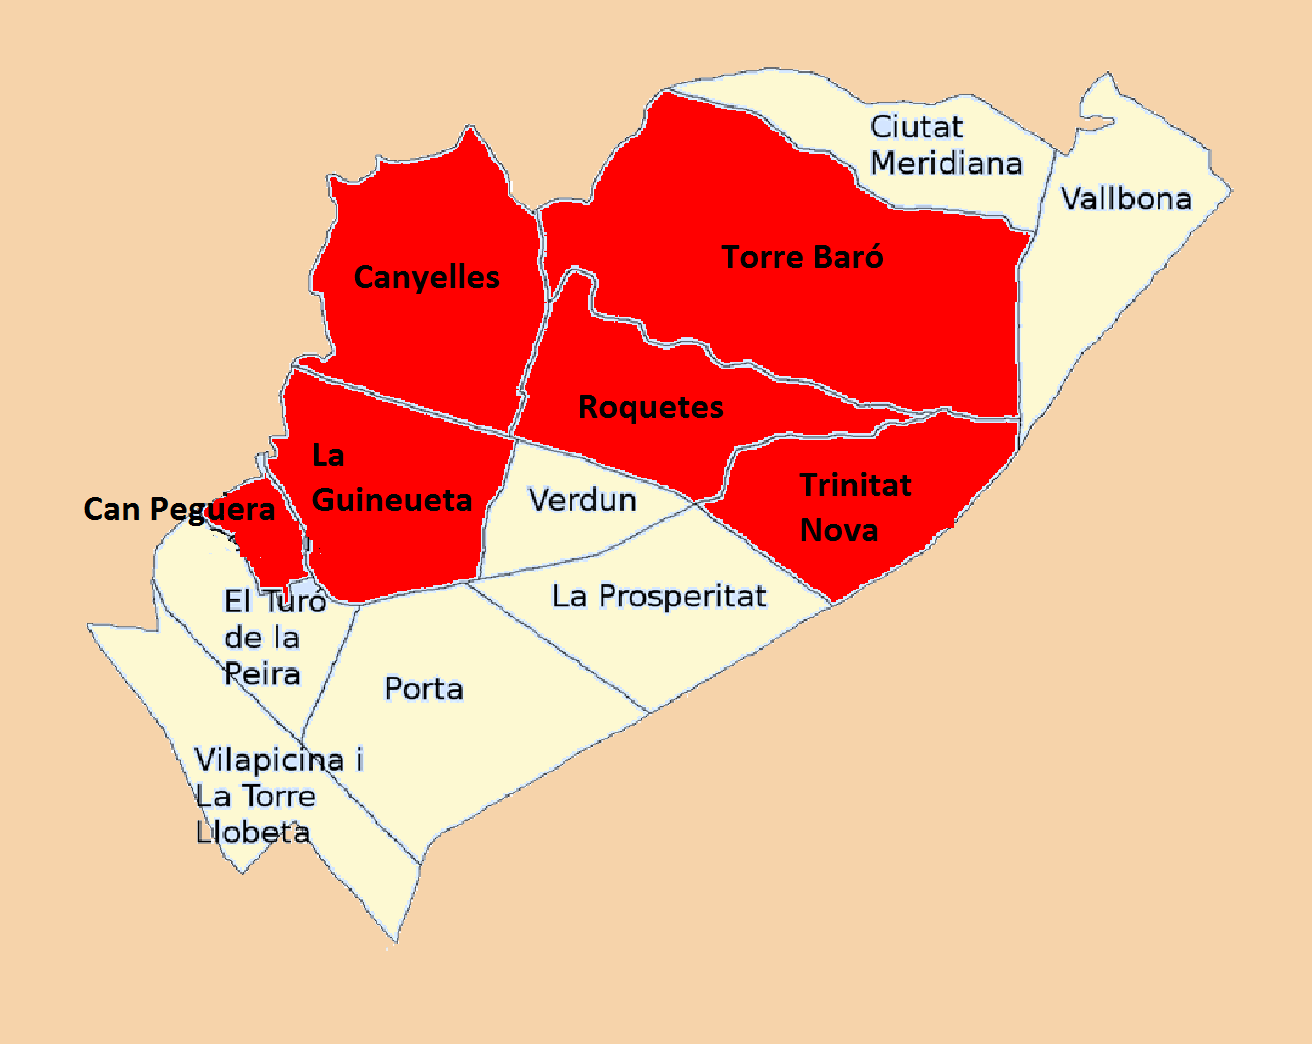 Ciutat
Meridiana
Vallbona
Torre Baró
Canyelles
Roquetes
La
Guineueta
Trinitat
Nova
Verdun
Can Peguera
La Prosperitat
El Turó
de la
Peira
Porta
Vilapicina i
La Torre
Llobeta